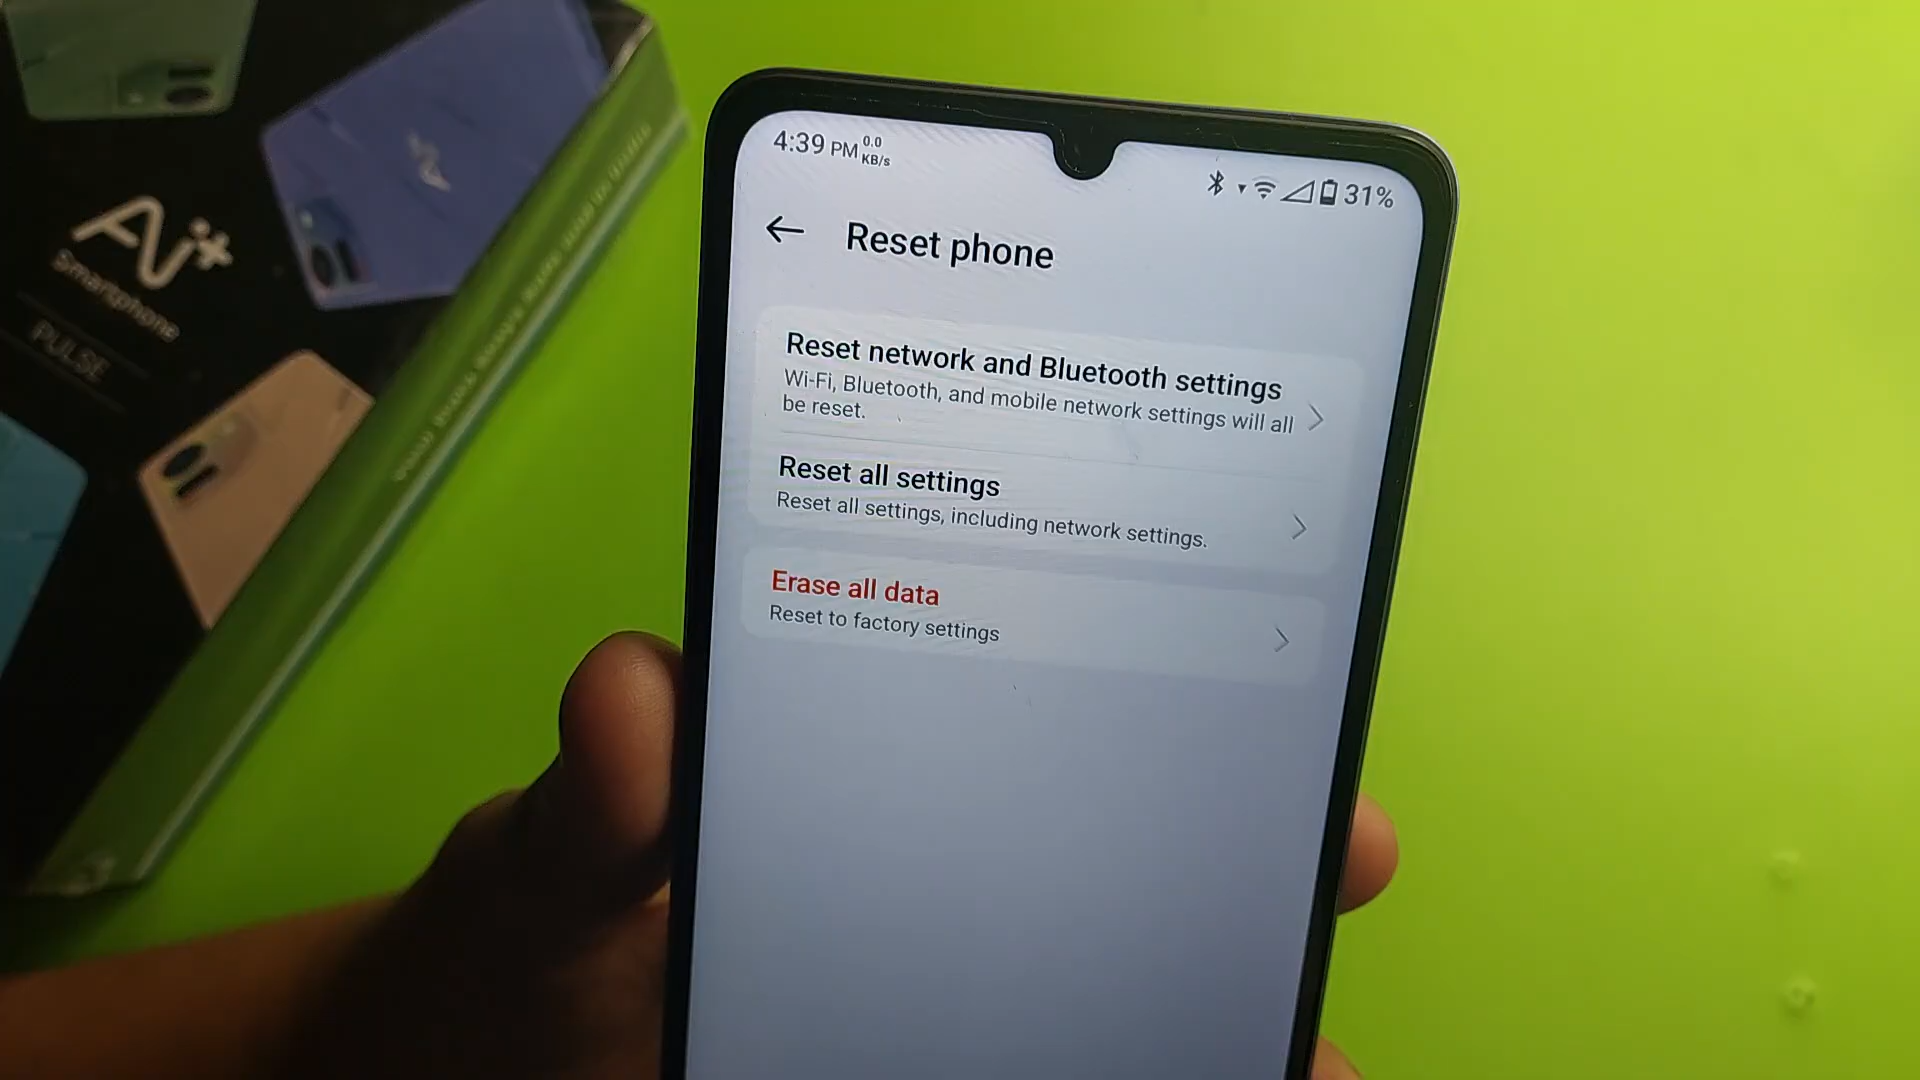 Ai+
Smartphone
PULSE
4:39 PM 0.0
KB/s
31%
Reset phone
Reset network and Bluetooth settings
Wi-Fi, Bluetooth, and mobile network settings will all
be reset.
Reset all settings
Reset all settings, including network settings.
Erase all data
Reset to factory settings